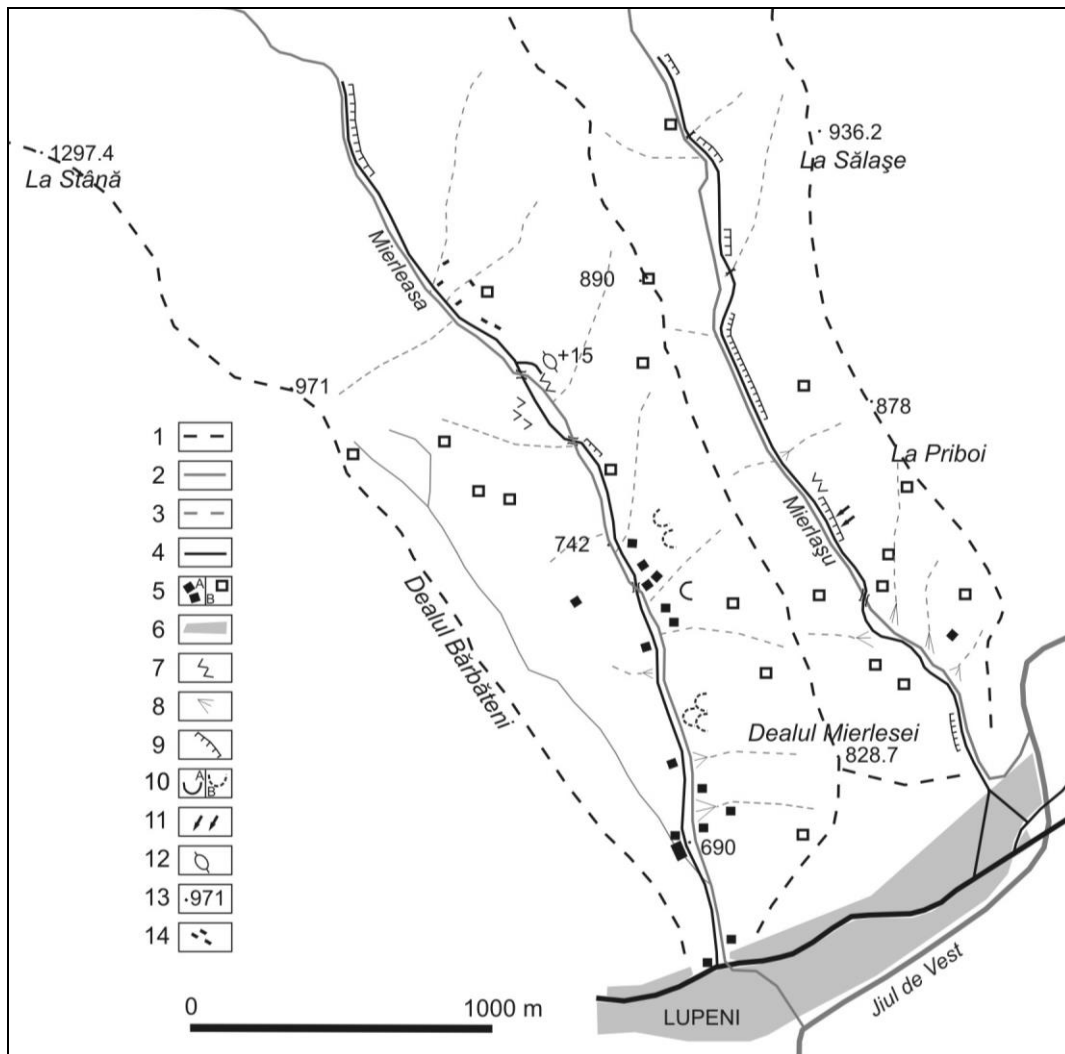 936.2
La Sălaşe
1297.4
La Stână
Mierleasa
890
+15
971
878
La Priboi
Mierlaşu
742
Dealul Bărbăteni
Dealul Mierlesei
828.7
690
1
2
3
4
5 A B
6
7
8
9
10 A B
11
12
13 971
14
0 1000 m
LUPENI
Jiul de Vest